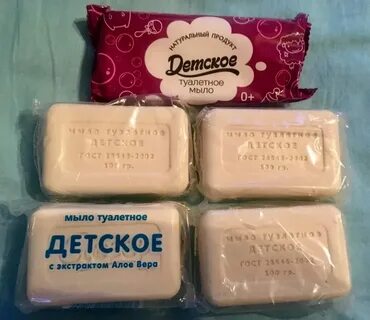 НАТУРАЛЬНЫЙ ПРОДУКТ
Детское
туалетное
мыло
0+
МЫЛО ТУАЛЕТНОЕ
ДЕТСКОЕ
ГОСТ 28546-2002
100 гр.
МЫЛО ТУАЛЕТНОЕ
ДЕТСКОЕ
ГОСТ 28546-2002
100 гр.
Мыло туалетное
ДЕТСКОЕ
с экстрактом Алоe Вера
МЫЛО ТУАЛЕТНОЕ
ДЕТСКОЕ
ГОСТ 28546-2002
100 гр.